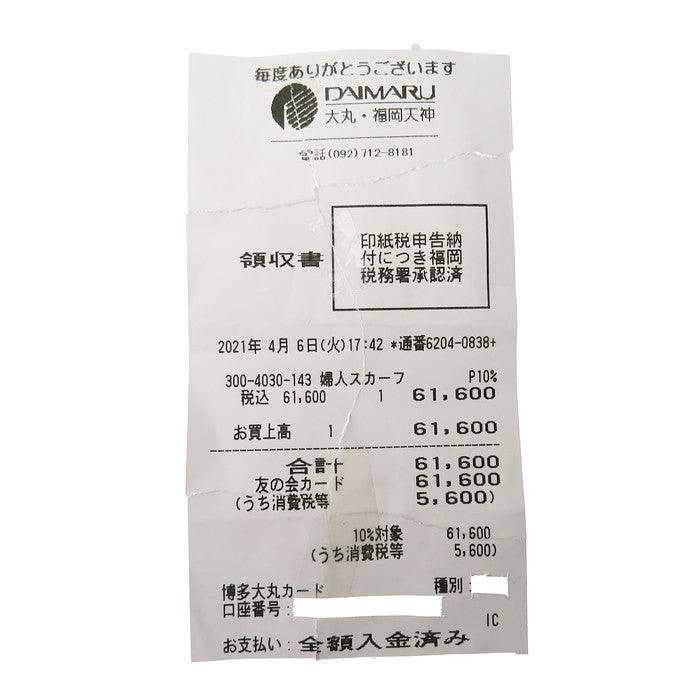 毎度ありがとうございます
DAIMARU
大丸・福岡天神
電話(092)712-8181
領収書
印紙税申告納
付につき福岡
税務署承認済
2021年 4月 6日(火)17:42 *通番6204-0838+
300-4030-143 婦人スカーフ P10%
税込 61,600 1 61,600
お買上高 1 61,600
合計 61,600
友の会カード 61,600
(うち消費税等 5,600)
10%対象 61,600
(うち消費税等 5,600)
博多大丸カード 種別:
口座番号:
IC
お支払い:全額入金済み